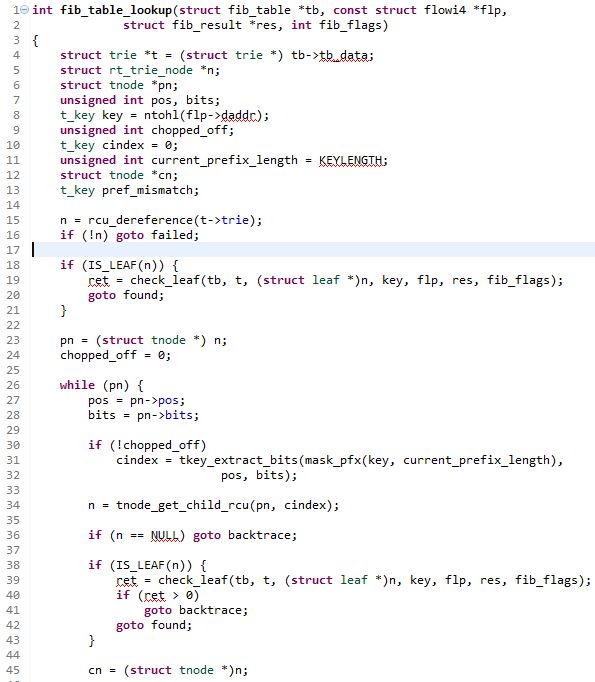 1 int fib_table_lookup(struct fib_table *tb, const struct flowi4 *flp,
2             struct fib_result *res, int fib_flags)
3 {
4     struct trie *t = (struct trie *) tb->tb_data;
5     struct rt_trie_node *n;
6     struct tnode *pn;
7     unsigned int pos, bits;
8     t_key key = ntohl(flp->daddr);
9     unsigned int chopped_off;
10     t_key cindex = 0;
11     unsigned int current_prefix_length = KEYLENGTH;
12     struct tnode *cn;
13     t_key pref_mismatch;
14
15     n = rcu_dereference(t->trie);
16     if (!n) goto failed;
17
18     if (IS_LEAF(n)) {
19         ret = check_leaf(tb, t, (struct leaf *)n, key, flp, res, fib_flags);
20         goto found;
21     }
22
23     pn = (struct tnode *) n;
24     chopped_off = 0;
25
26     while (pn) {
27         pos = pn->pos;
28         bits = pn->bits;
29
30         if (!chopped_off)
31             cindex = tkey_extract_bits(mask_pfx(key, current_prefix_length),
32                        pos, bits);
33
34         n = tnode_get_child_rcu(pn, cindex);
35
36         if (n == NULL) goto backtrace;
37
38         if (IS_LEAF(n)) {
39             ret = check_leaf(tb, t, (struct leaf *)n, key, flp, res, fib_flags);
40             if (ret > 0)
41                 goto backtrace;
42             goto found;
43         }
44
45         cn = (struct tnode *)n;